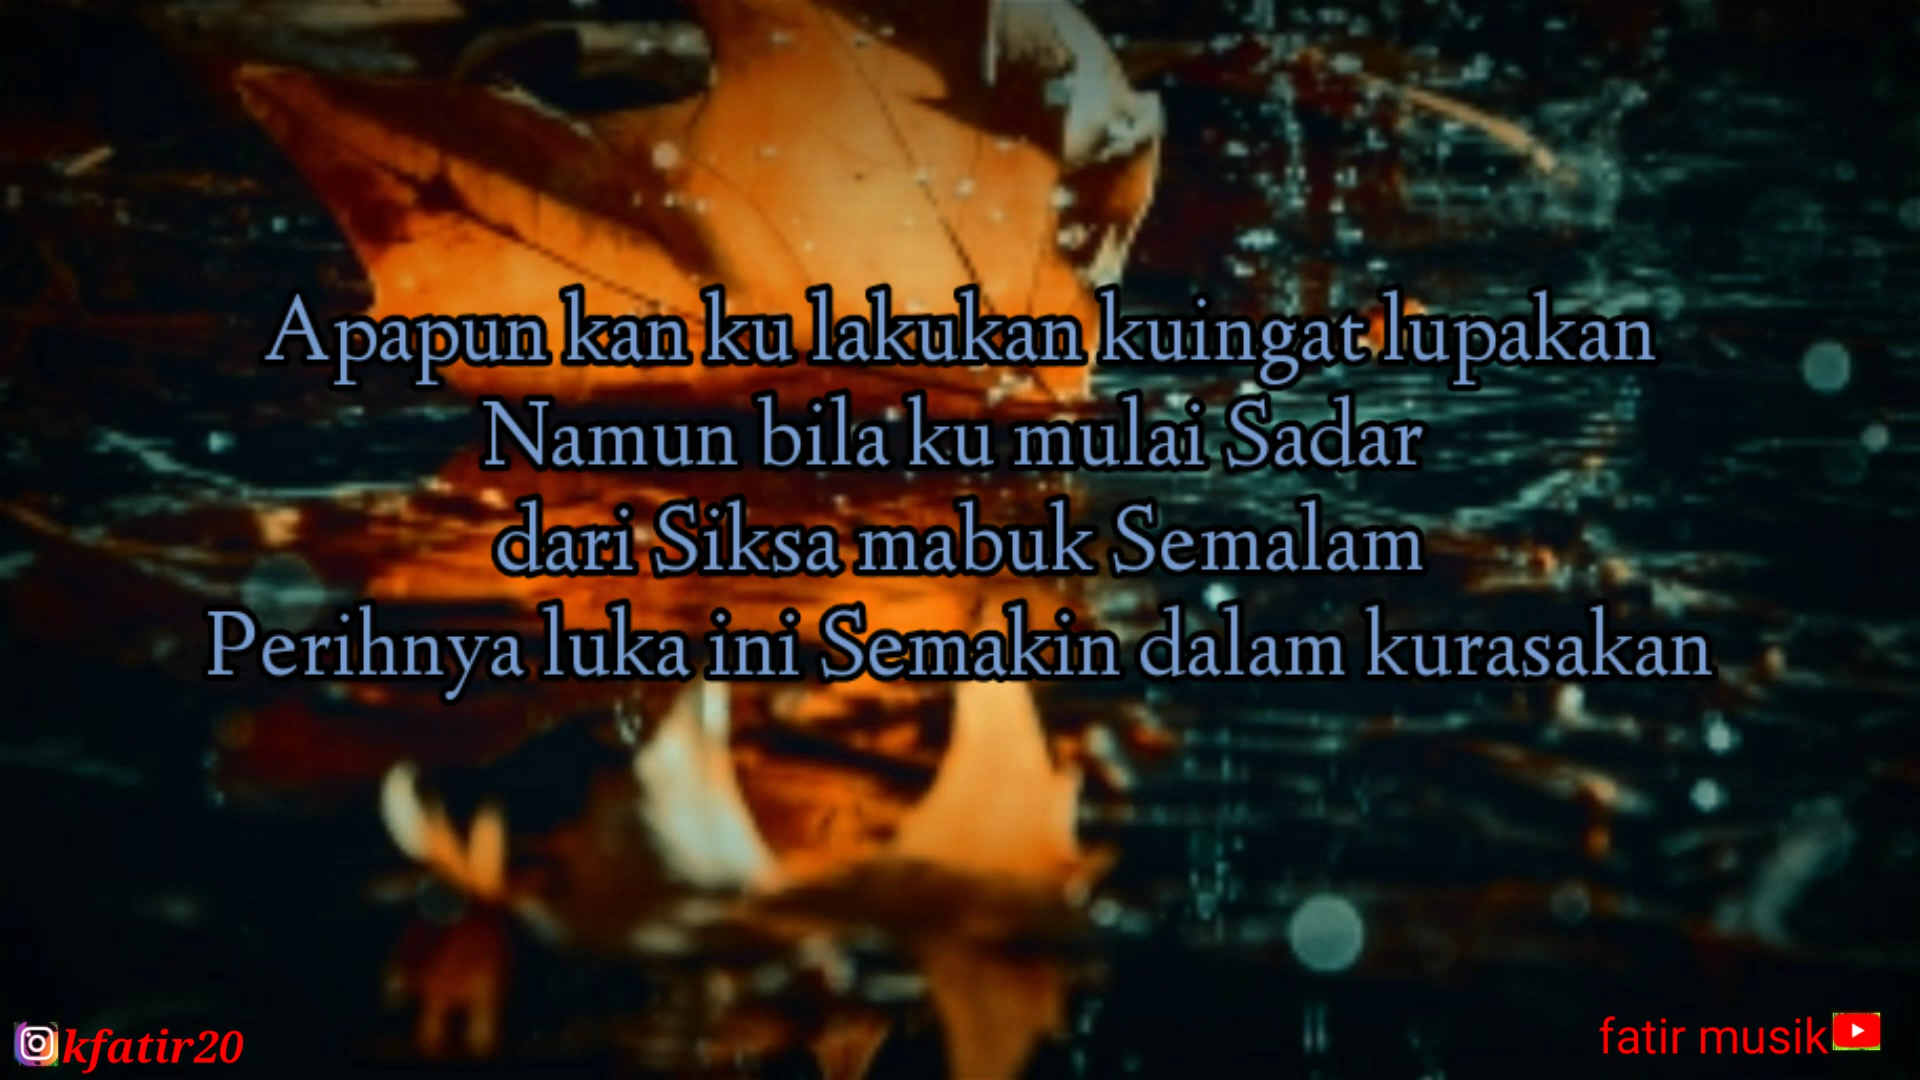 Apapun kan ku lakukan kuingat lupakan
Namun bila ku mulai Sadar
dari Siksa mabuk Semalam
Perihnya luka ini Semakin dalam kurasakan
kfatir20
fatir musik